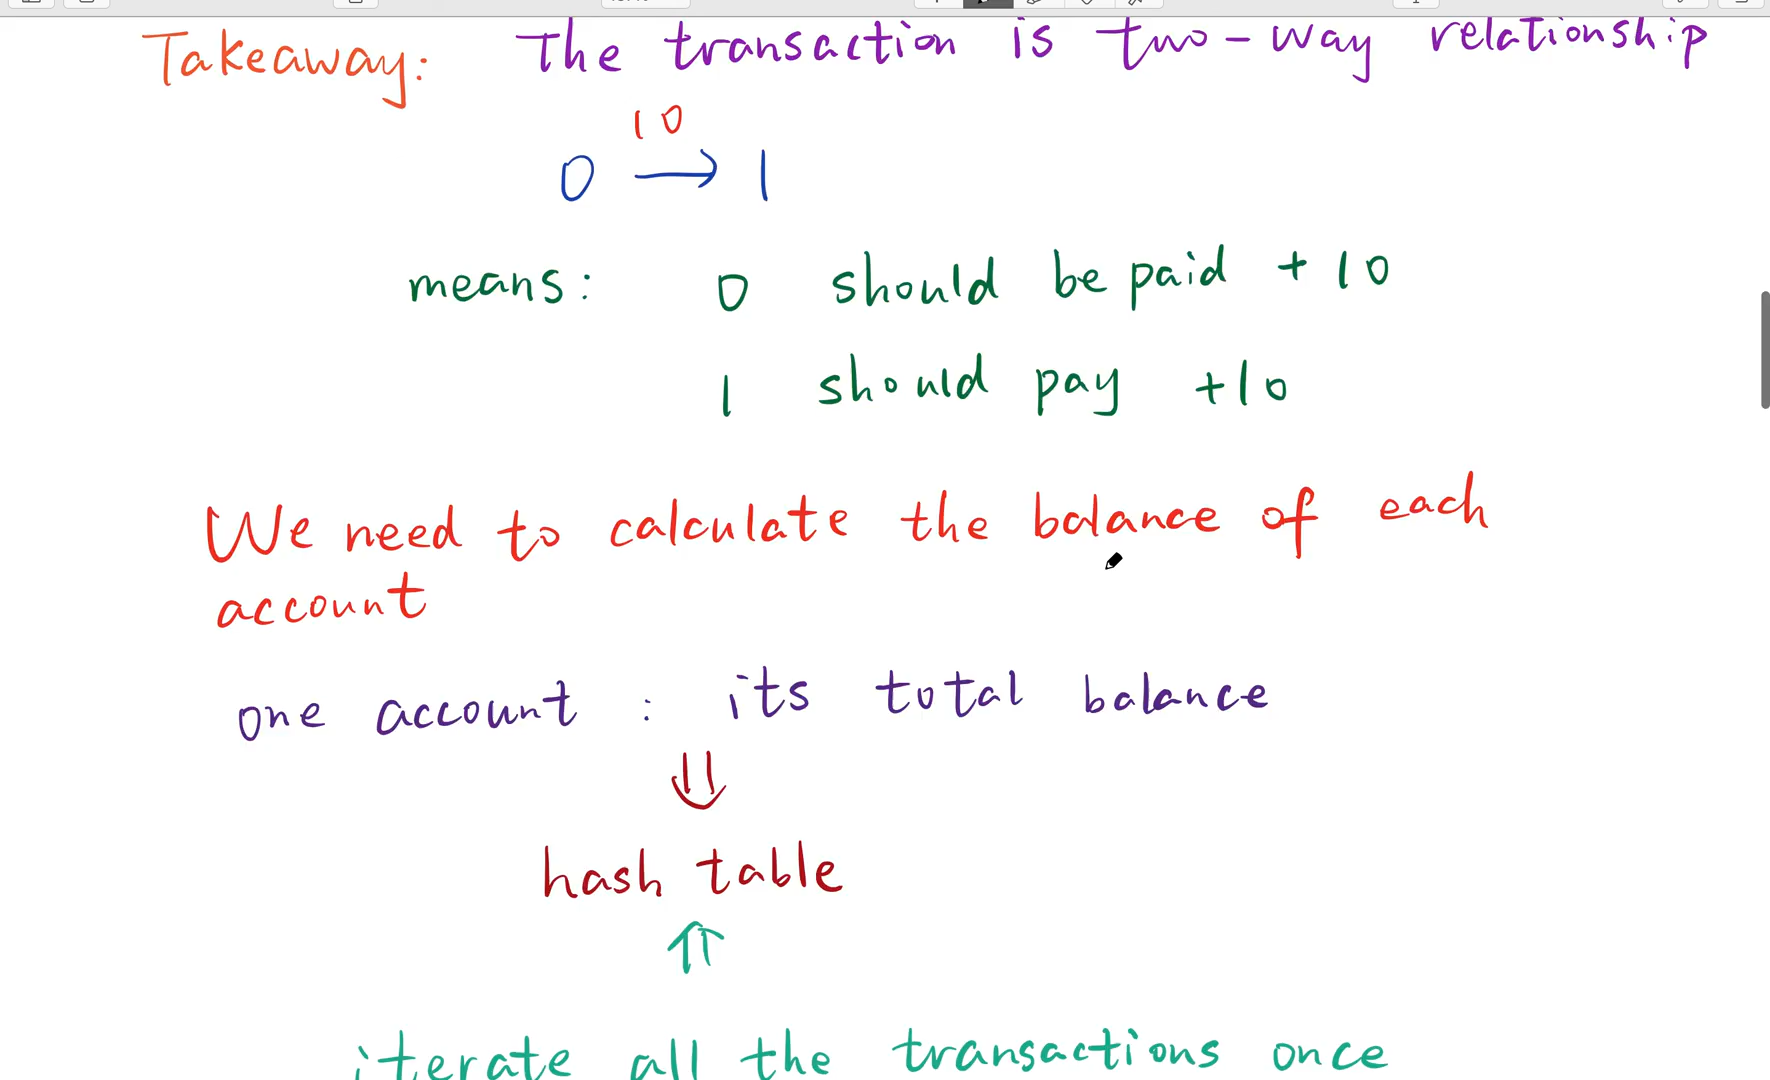 Takeaway: The transaction is two-way relationship
10
0 → 1
means: 0 should be paid +10
1 should pay +10
We need to calculate the balance of each
account
one account : its total balance
hash table
iterate all the transactions once